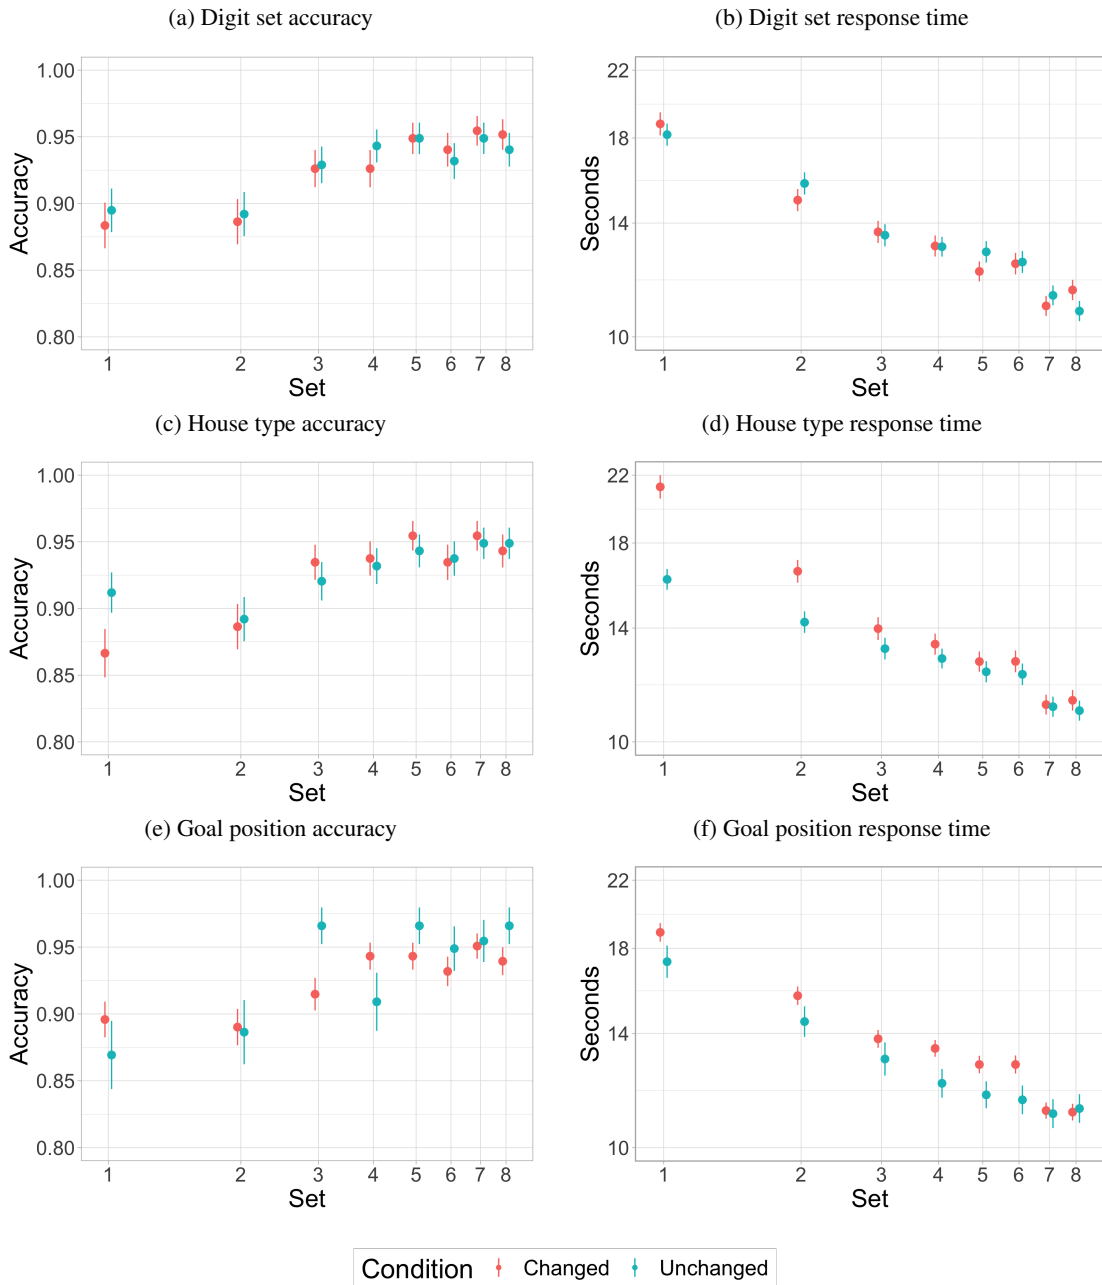 (a) Digit set accuracy
(b) Digit set response time
1.00
0.95
0.90
0.85
0.80
Accuracy
1 2 3 4 5 6 7 8
Set
22
18
14
10
Seconds
1 2 3 4 5 6 7 8
Set
(c) House type accuracy
(d) House type response time
1.00
0.95
0.90
0.85
0.80
Accuracy
1 2 3 4 5 6 7 8
Set
22
18
14
10
Seconds
1 2 3 4 5 6 7 8
Set
(e) Goal position accuracy
(f) Goal position response time
1.00
0.95
0.90
0.85
0.80
Accuracy
1 2 3 4 5 6 7 8
Set
22
18
14
10
Seconds
1 2 3 4 5 6 7 8
Set
Condition Changed Unchanged